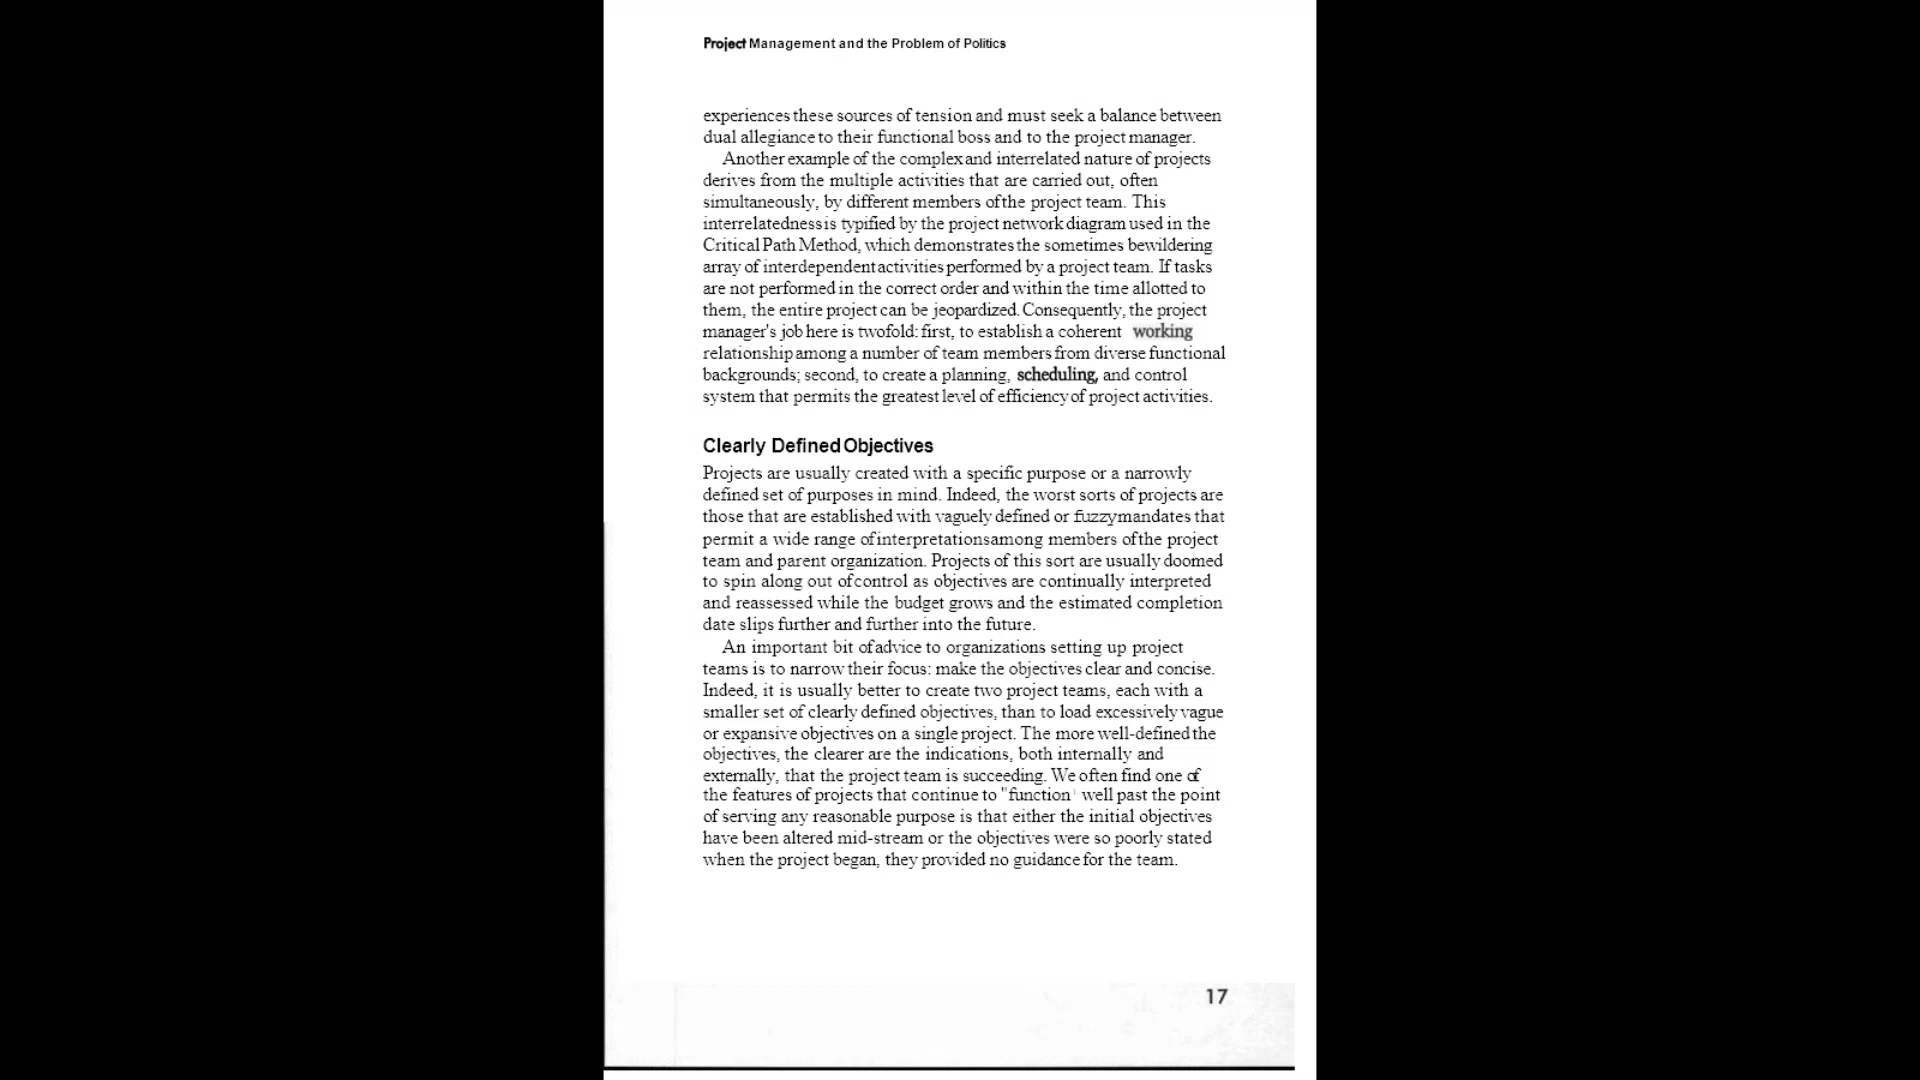 Project Management and the Problem of Politics
experiences these sources of tension and must seek a balance between
dual allegiance to their functional boss and to the project manager.
Another example of the complex and interrelated nature of projects
derives from the multiple activities that are carried out, often
simultaneously, by different members of the project team. This
interrelatedness is typified by the project network diagram used in the
Critical Path Method, which demonstrates the sometimes bewildering
array of interdependent activities performed by a project team. If tasks
are not performed in the correct order and within the time allotted to
them, the entire project can be jeopardized. Consequently, the project
manager's job here is twofold: first, to establish a coherent working
relationship among a number of team members from diverse functional
backgrounds; second, to create a planning, scheduling, and control
system that permits the greatest level of efficiency of project activities.
Clearly Defined Objectives
Projects are usually created with a specific purpose or a narrowly
defined set of purposes in mind. Indeed, the worst sorts of projects are
those that are established with vaguely defined or fuzzy mandates that
permit a wide range of interpretations among members of the project
team and parent organization. Projects of this sort are usually doomed
to spin along out of control as objectives are continually interpreted
and reassessed while the budget grows and the estimated completion
date slips further and further into the future.
An important bit of advice to organizations setting up project
teams is to narrow their focus: make the objectives clear and concise.
Indeed, it is usually better to create two project teams, each with a
smaller set of clearly defined objectives, than to load excessively vague
or expansive objectives on a single project. The more well-defined the
objectives, the clearer are the indications, both internally and
externally, that the project team is succeeding. We often find one of
the features of projects that continue to "function' well past the point
of serving any reasonable purpose is that either the initial objectives
have been altered mid-stream or the objectives were so poorly stated
when the project began, they provided no guidance for the team.
17